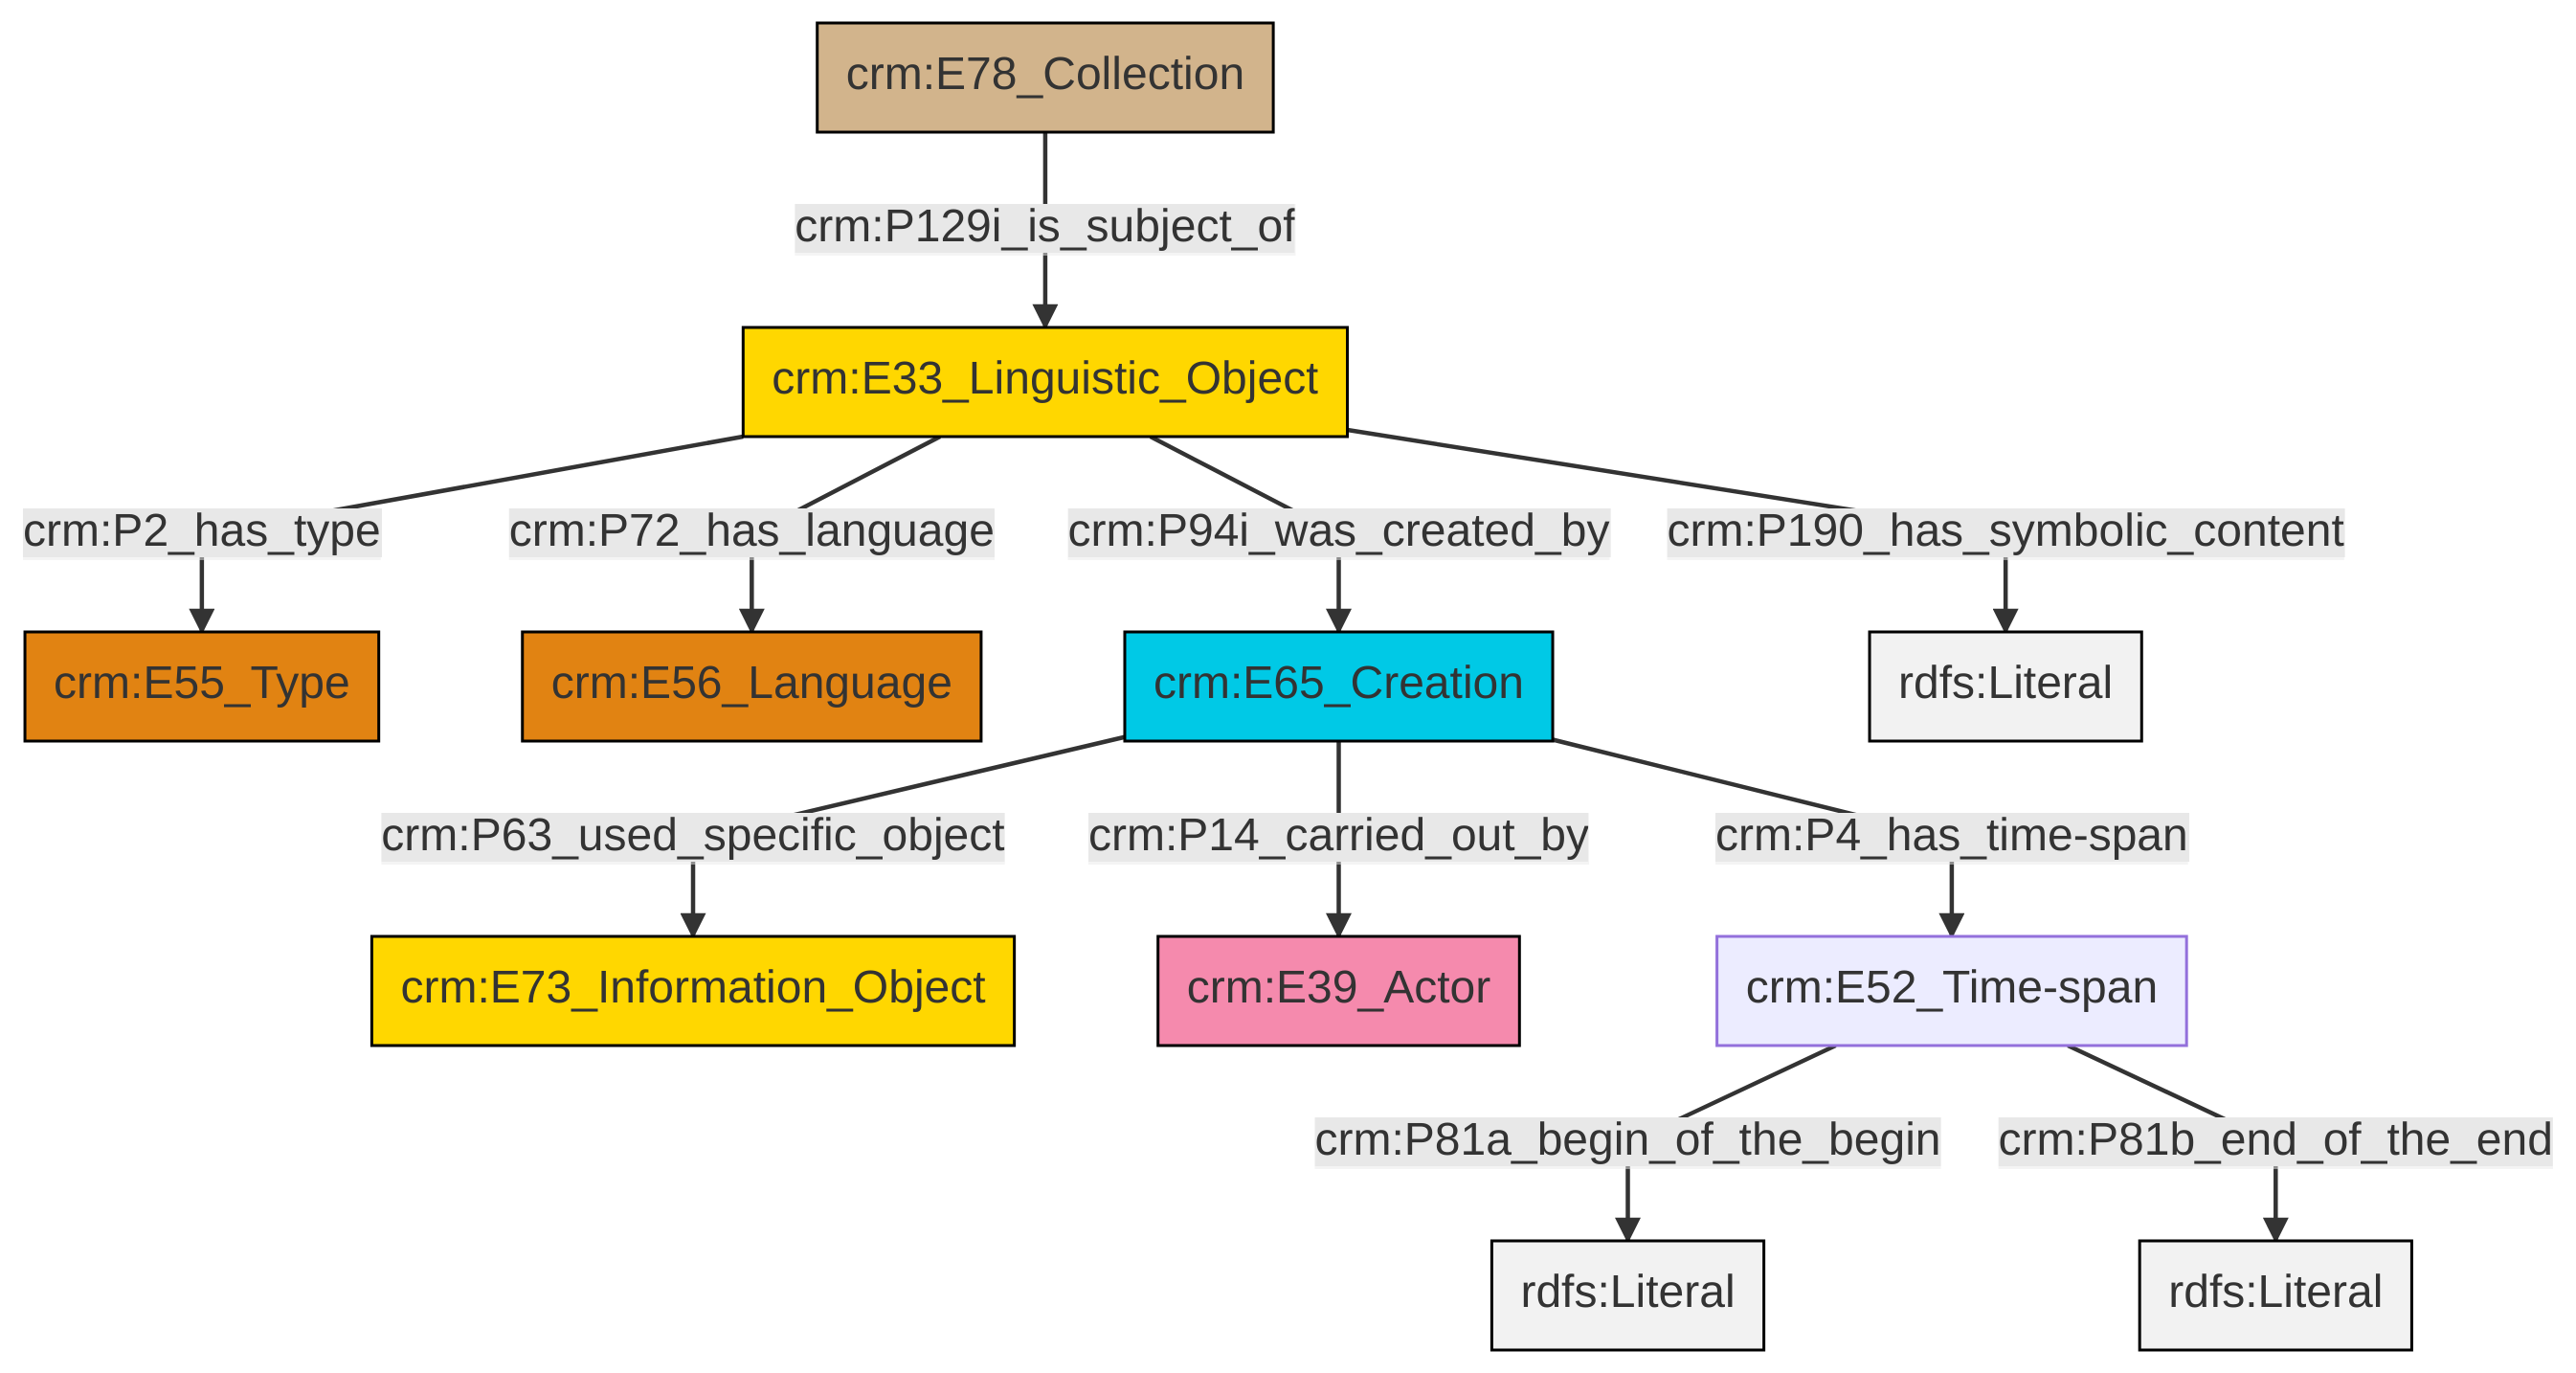 crm:E78_Collection
crm:P129i_is_subject_of
crm:E33_Linguistic_Object
crm:P2_has_type
crm:P72_has_language
crm:P94i_was_created_by
crm:P190_has_symbolic_content
crm:E55_Type
crm:E56_Language
crm:E65_Creation
rdfs:Literal
crm:P63_used_specific_object
crm:P14_carried_out_by
crm:P4_has_time-span
crm:E73_Information_Object
crm:E39_Actor
crm:E52_Time-span
crm:P81a_begin_of_the_begin
crm:P81b_end_of_the_end
rdfs:Literal
rdfs:Literal